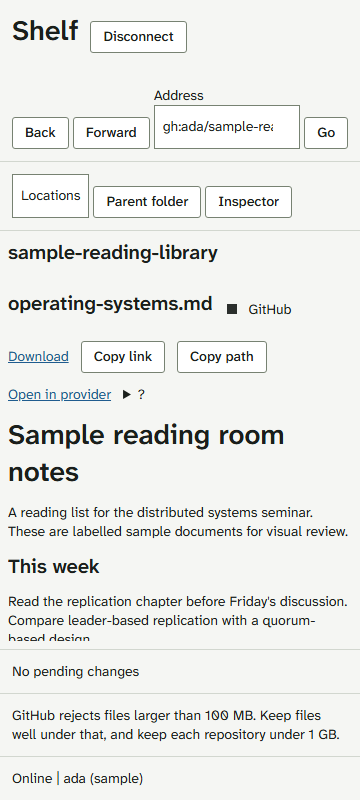 Shelf
Disconnect
Address
Back
Forward
gh:ada/sample-rea
Go
Locations
Parent folder
Inspector
sample-reading-library
operating-systems.md
GitHub
Download
Copy link
Copy path
Open in provider
?
Sample reading room
notes
A reading list for the distributed systems seminar.
These are labelled sample documents for visual review.
This week
Read the replication chapter before Friday's discussion.
Compare leader-based replication with a quorum-
based design
No pending changes
GitHub rejects files larger than 100 MB. Keep files
well under that, and keep each repository under 1 GB.
Online | ada (sample)